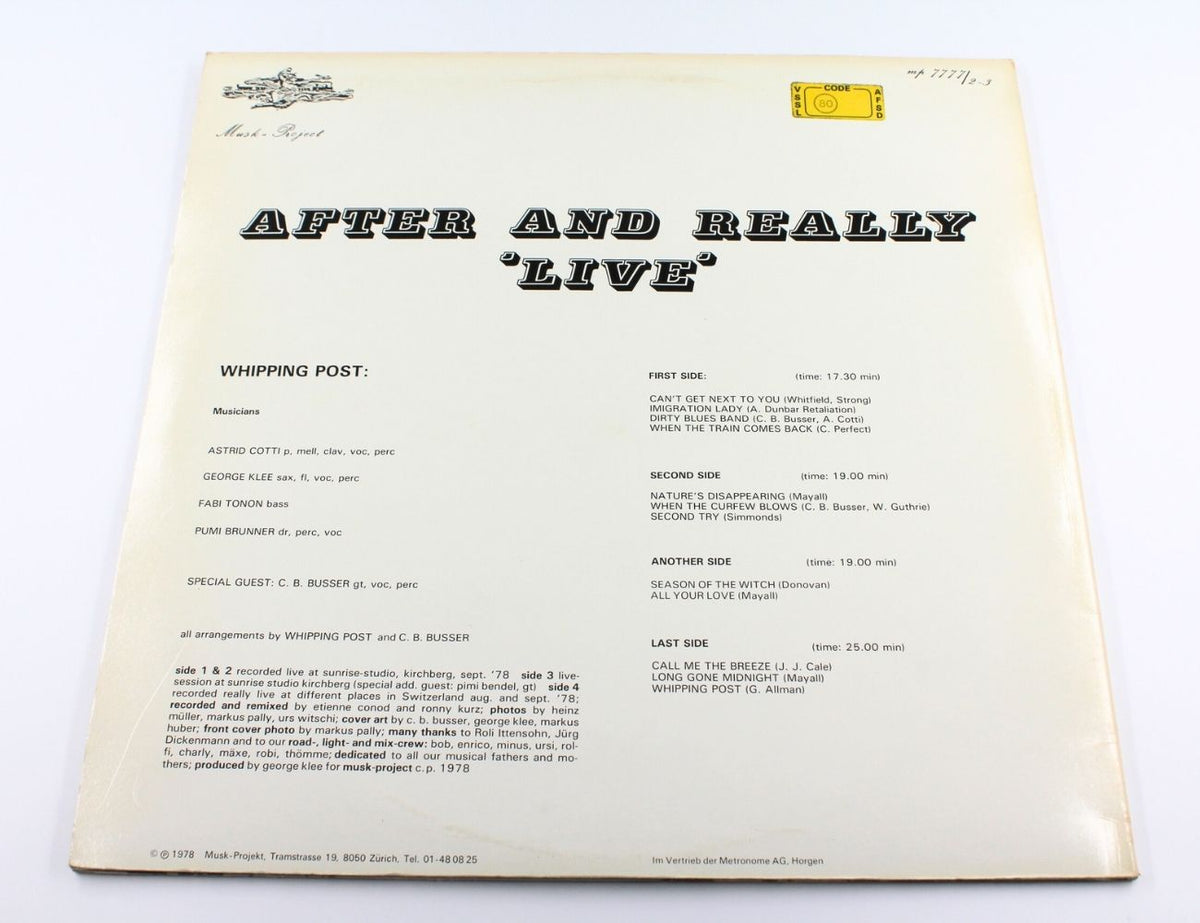 Musk-Project
VSSL CODE 80 AFSD
mp 7777/2-3
AFTER AND REALLY
'LIVE'
WHIPPING POST:
Musicians
ASTRID COTTI p, mell, clav, voc, perc
GEORGE KLEE sax, fl, voc, perc
FABI TONON bass
PUMI BRUNNER dr, perc, voc
SPECIAL GUEST: C. B. BUSSER gt, voc, perc
all arrangements by WHIPPING POST and C. B. BUSSER
side 1 & 2 recorded live at sunrise-studio, kirchberg, sept. '78 side 3 live-
session at sunrise studio kirchberg (special add. guest: pimi bendel, gt) side 4
recorded really live at different places in Switzerland aug. and sept. '78;
recorded and remixed by etienne conod and ronny kurz; photos by heinz
müller, markus pally, urs witschi; cover art by c. b. busser, george klee, markus
huber; front cover photo by markus pally; many thanks to Roli Ittensohn, Jürg
Dickenmann and to our road-, light- and mix-crew: bob, enrico, minus, ursi, rol-
fi, charly, mäxe, robi, thömme; dedicated to all our musical fathers and mo-
thers; produced by george klee for musk-project c.p. 1978
FIRST SIDE: (time: 17.30 min)
CAN'T GET NEXT TO YOU (Whitfield, Strong)
IMIGRATION LADY (A. Dunbar Retaliation)
DIRTY BLUES BAND (C. B. Busser, A. Cotti)
WHEN THE TRAIN COMES BACK (C. Perfect)
SECOND SIDE (time: 19.00 min)
NATURE'S DISAPPEARING (Mayall)
WHEN THE CURFEW BLOWS (C. B. Busser, W. Guthrie)
SECOND TRY (Simmonds)
ANOTHER SIDE (time: 19.00 min)
SEASON OF THE WITCH (Donovan)
ALL YOUR LOVE (Mayall)
LAST SIDE (time: 25.00 min)
CALL ME THE BREEZE (J. J. Cale)
LONG GONE MIDNIGHT (Mayall)
WHIPPING POST (G. Allman)
© ℗ 1978 Musk-Projekt, Tramstrasse 19, 8050 Zürich, Tel. 01-48 08 25
Im Vertrieb der Metronome AG, Horgen